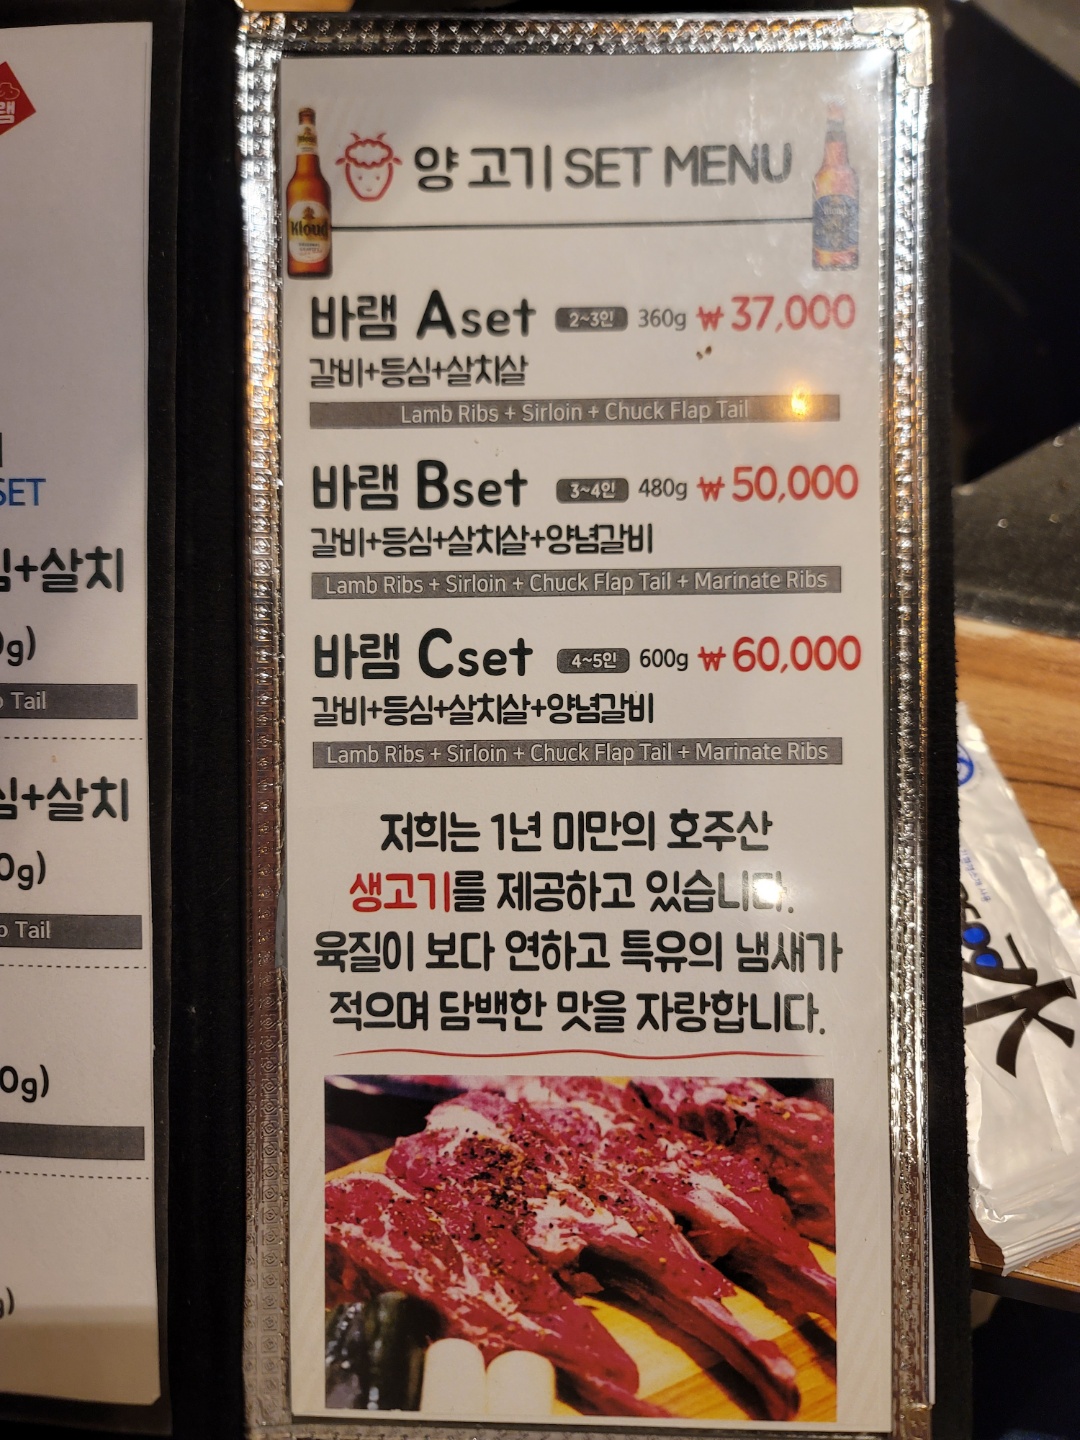 램
SET
심+살치
0g)
Tail
심+살치
0g)
Tail
0g)
양고기 SET MENU
Kloud
바램 Aset 2~3인 360g ₩37,000
갈비+등심+살치살
Lamb Ribs + Sirloin + Chuck Flap Tail
바램 Bset 3~4인 480g ₩50,000
갈비+등심+살치살+양념갈비
Lamb Ribs + Sirloin + Chuck Flap Tail + Marinate Ribs
바램 Cset 4~5인 600g ₩60,000
갈비+등심+살치살+양념갈비
Lamb Ribs + Sirloin + Chuck Flap Tail + Marinate Ribs
저희는 1년 미만의 호주산
생고기를 제공하고 있습니다.
육질이 보다 연하고 특유의 냄새가
적으며 담백한 맛을 자랑합니다.